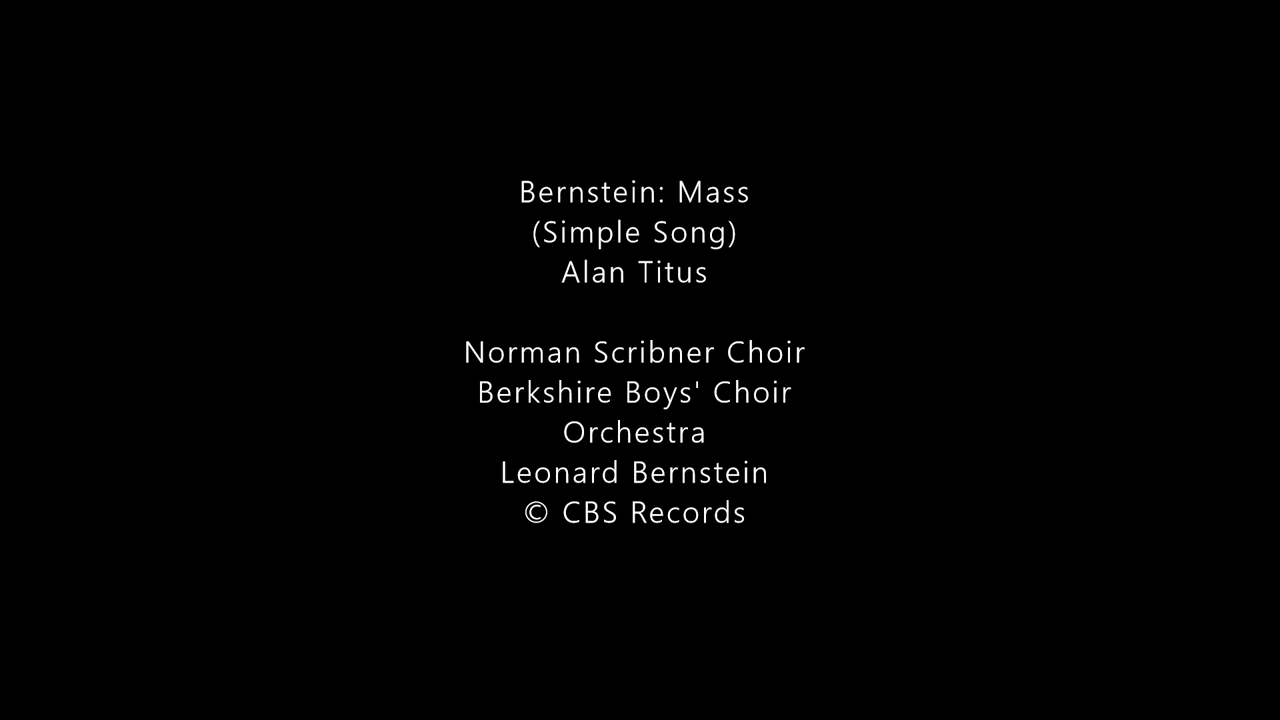 Bernstein: Mass
(Simple Song)
Alan Titus
Norman Scribner Choir
Berkshire Boys' Choir
Orchestra
Leonard Bernstein
© CBS Records